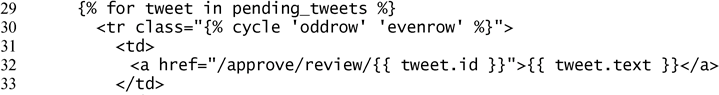 29 {% for tweet in pending_tweets %}
30 <tr class="{% cycle 'oddrow' 'evenrow' %}">
31 <td>
32 <a href="/approve/review/{{ tweet.id }}">{{ tweet.text }}</a>
33 </td>